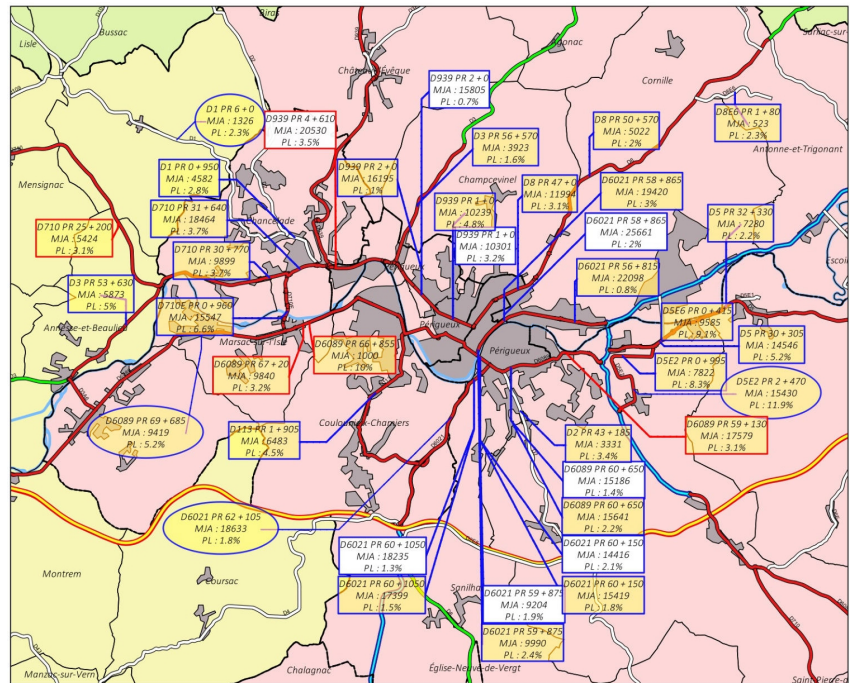 Biras
Lisle
Bussac
Agonac
Château-l'Évêque
Cornille
D939 PR 2 + 0
MJA : 15805
PL : 0.7%
D1 PR 6 + 0
MJA : 1326
PL : 2.3%
D939 PR 4 + 610
MJA : 20530
PL : 3.5%
D8 PR 50 + 570
MJA : 5022
PL : 2%
D8E6 PR 1 + 80
MJA : 523
PL : 2.3%
D3 PR 56 + 570
MJA : 3923
PL : 1.6%
Antonne-et-Trigonant
D1 PR 0 + 950
MJA : 4582
PL : 2.8%
D939 PR 2 + 0
MJA : 16195
PL : 1%
Champcevinel
D8 PR 47 + 0
MJA : 11994
PL : 3.1%
D6021 PR 58 + 865
MJA : 19420
PL : 3%
Mensignac
D710 PR 31 + 640
MJA : 18464
PL : 3.7%
Chancelade
D939 PR 1 + 0
MJA : 10239
PL : 4.8%
D5 PR 32 + 330
MJA : 7280
PL : 2.2%
D710 PR 25 + 200
MJA : 5424
PL : 3.1%
D6021 PR 58 + 865
MJA : 25661
PL : 2%
D939 PR 1 + 0
MJA : 10301
PL : 3.2%
D710 PR 30 + 770
MJA : 9899
PL : 3.7%
D6021 PR 56 + 815
MJA : 22098
PL : 0.8%
D3 PR 53 + 630
MJA : 5873
PL : 5%
D710E PR 0 + 960
MJA : 15547
PL : 6.6%
D5E6 PR 0 + 415
MJA : 9585
PL : 9.1%
Périgueux
D5 PR 30 + 305
MJA : 14546
PL : 5.2%
Marsac-sur-l'Isle
D6089 PR 66 + 855
MJA : 1000
PL : 10%
Périgueux
D5E2 PR 0 + 995
MJA : 7822
PL : 8.3%
D6089 PR 67 + 20
MJA : 9840
PL : 3.2%
D5E2 PR 2 + 470
MJA : 15430
PL : 11.9%
D6089 PR 69 + 685
MJA : 9419
PL : 5.2%
Coulounieix-Chamiers
D113 PR 1 + 905
MJA : 6483
PL : 4.5%
D2 PR 43 + 185
MJA : 3331
PL : 3.4%
D6089 PR 59 + 130
MJA : 17579
PL : 3.1%
D6089 PR 60 + 650
MJA : 15186
PL : 1.4%
D6089 PR 60 + 650
MJA : 15641
PL : 2.2%
D6021 PR 62 + 105
MJA : 18633
PL : 1.8%
D6021 PR 60 + 1050
MJA : 18235
PL : 1.3%
D6021 PR 60 + 150
MJA : 14416
PL : 2.1%
D6021 PR 60 + 1050
MJA : 17399
PL : 1.5%
D6021 PR 60 + 150
MJA : 15419
PL : 1.8%
Montrem
Coursac
D6021 PR 59 + 875
MJA : 9204
PL : 1.9%
D6021 PR 59 + 875
MJA : 9990
PL : 2.4%
Manzac-sur-Vern
Chalagnac
Église-Neuve-de-Vergt